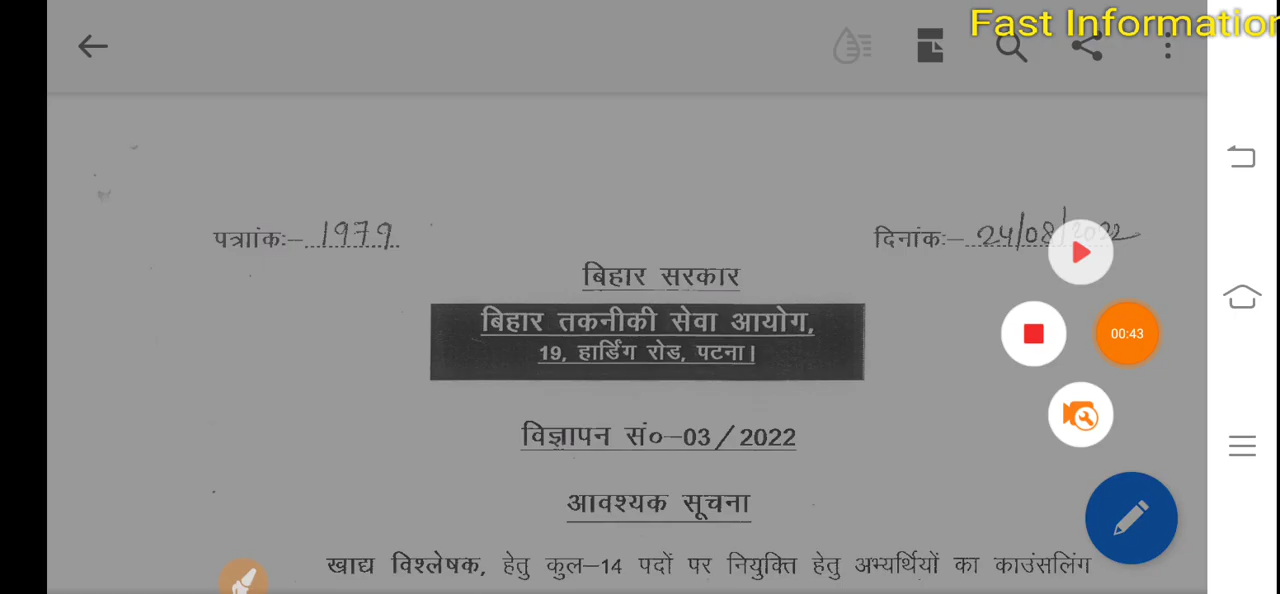 Fast Information
पत्राांकः– 1979
दिनांकः– 24/08/2022
बिहार सरकार
बिहार तकनीकी सेवा आयोग,
19, हार्डिंग रोड, पटना।
विज्ञापन सं०–03/2022
आवश्यक सूचना
खाद्य विश्लेषक, हेतु कुल–14 पदों पर नियुक्ति हेतु अभ्यर्थियों का काउंसलिंग
00:43